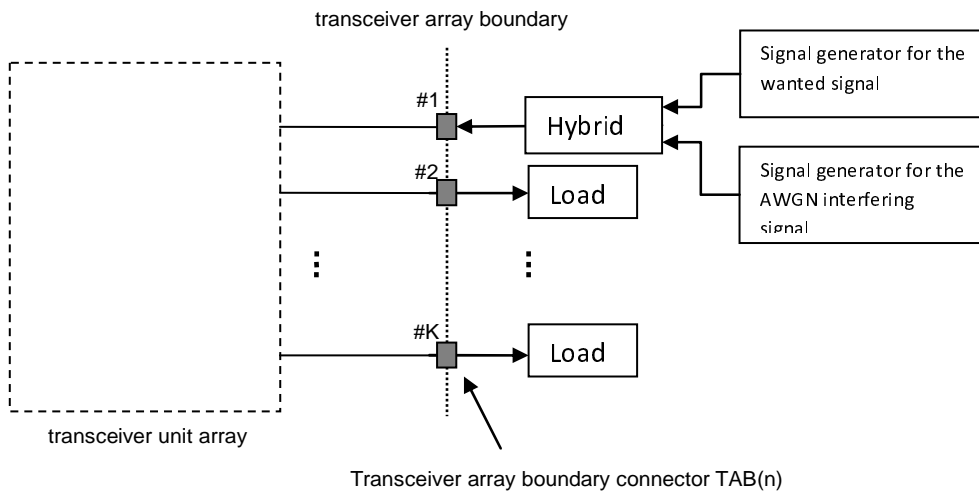 transceiver array boundary
Signal generator for the
wanted signal
#1
Hybrid
#2
Load
Signal generator for the
AWGN interfering
signal
#K
Load
transceiver unit array
Transceiver array boundary connector TAB(n)